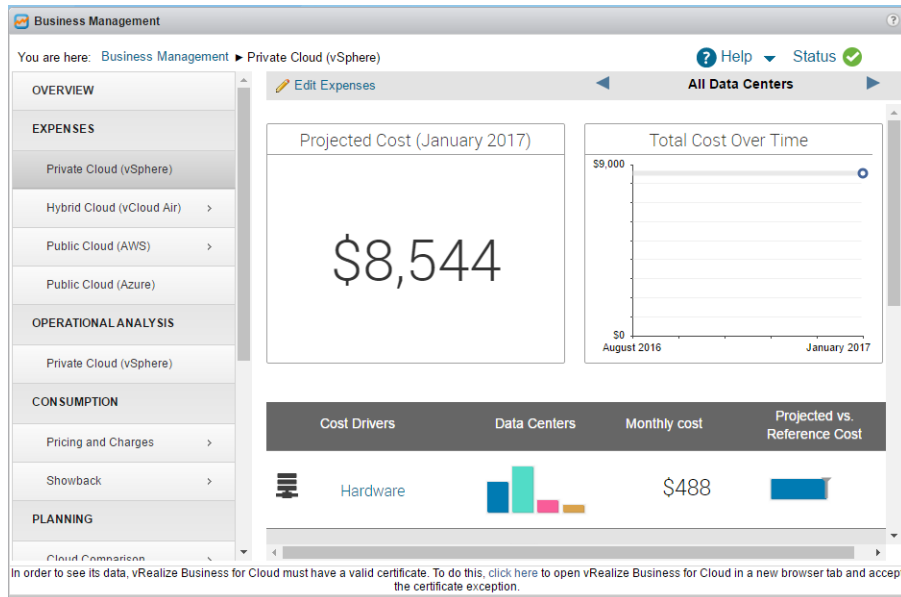 Business Management
?
You are here: Business Management ► Private Cloud (vSphere)
? Help Status
OVERVIEW
EXPENSES
Private Cloud (vSphere)
Hybrid Cloud (vCloud Air) >
Public Cloud (AWS) >
Public Cloud (Azure)
OPERATIONAL ANALYSIS
Private Cloud (vSphere)
CONSUMPTION
Pricing and Charges >
Showback >
PLANNING
Cloud Comparison >
Edit Expenses
All Data Centers
Projected Cost (January 2017)
$8,544
Total Cost Over Time
$9,000
$0
August 2016 January 2017
Cost Drivers Data Centers Monthly cost Projected vs.
Reference Cost
Hardware $488
In order to see its data, vRealize Business for Cloud must have a valid certificate. To do this, click here to open vRealize Business for Cloud in a new browser tab and accep
the certificate exception.